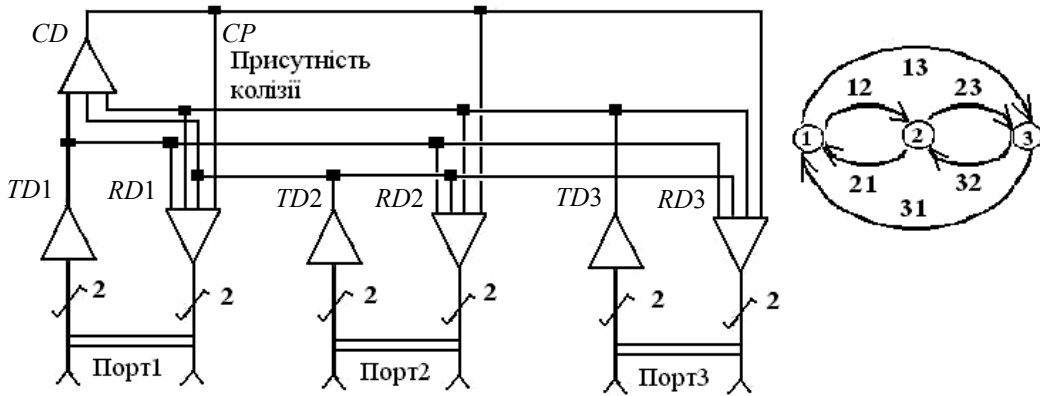 CD
CP
Присутність
колізії
13
12
23
1
2
3
21
32
31
TD1
RD1
TD2
RD2
TD3
RD3
2
2
2
2
2
2
Порт1
Порт2
Порт3